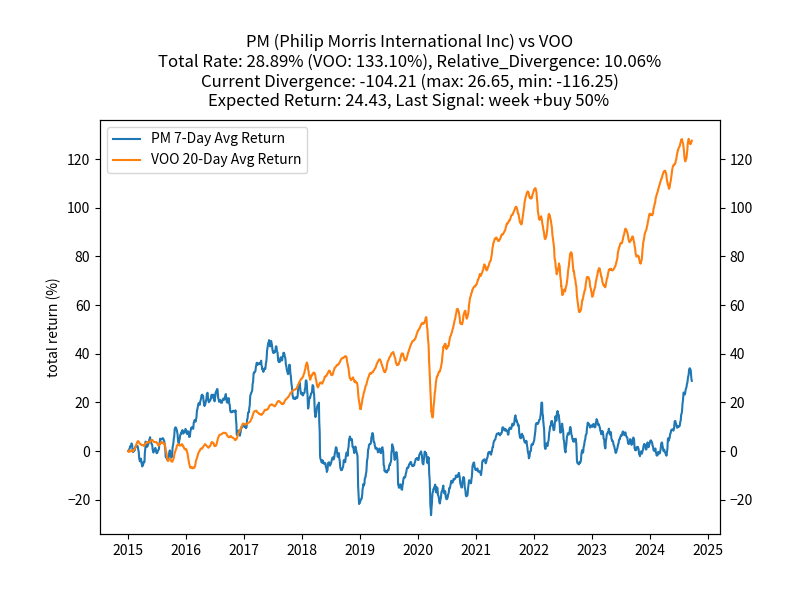 PM (Philip Morris International Inc) vs VOO
Total Rate: 28.89% (VOO: 133.10%), Relative_Divergence: 10.06%
Current Divergence: -104.21 (max: 26.65, min: -116.25)
Expected Return: 24.43, Last Signal: week +buy 50%
PM 7-Day Avg Return
VOO 20-Day Avg Return
total return (%)
120 120
100 100
80 80
60 60
40 40
20 20
0 0
−20 −20
2015 2016 2017 2018 2019 2020 2021 2022 2023 2024 2025